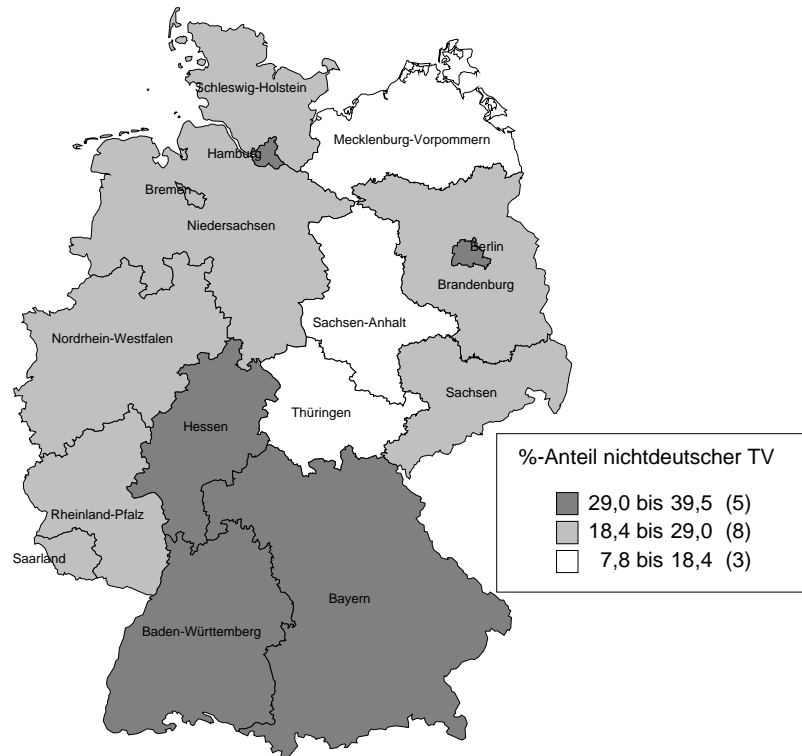 Schleswig-Holstein
Mecklenburg-Vorpommern
Hamburg
Bremen
Niedersachsen
Berlin
Brandenburg
Sachsen-Anhalt
Nordrhein-Westfalen
Sachsen
Thüringen
Hessen
Rheinland-Pfalz
Saarland
Bayern
Baden-Württemberg
%-Anteil nichtdeutscher TV
29,0 bis 39,5 (5)
18,4 bis 29,0 (8)
7,8 bis 18,4 (3)